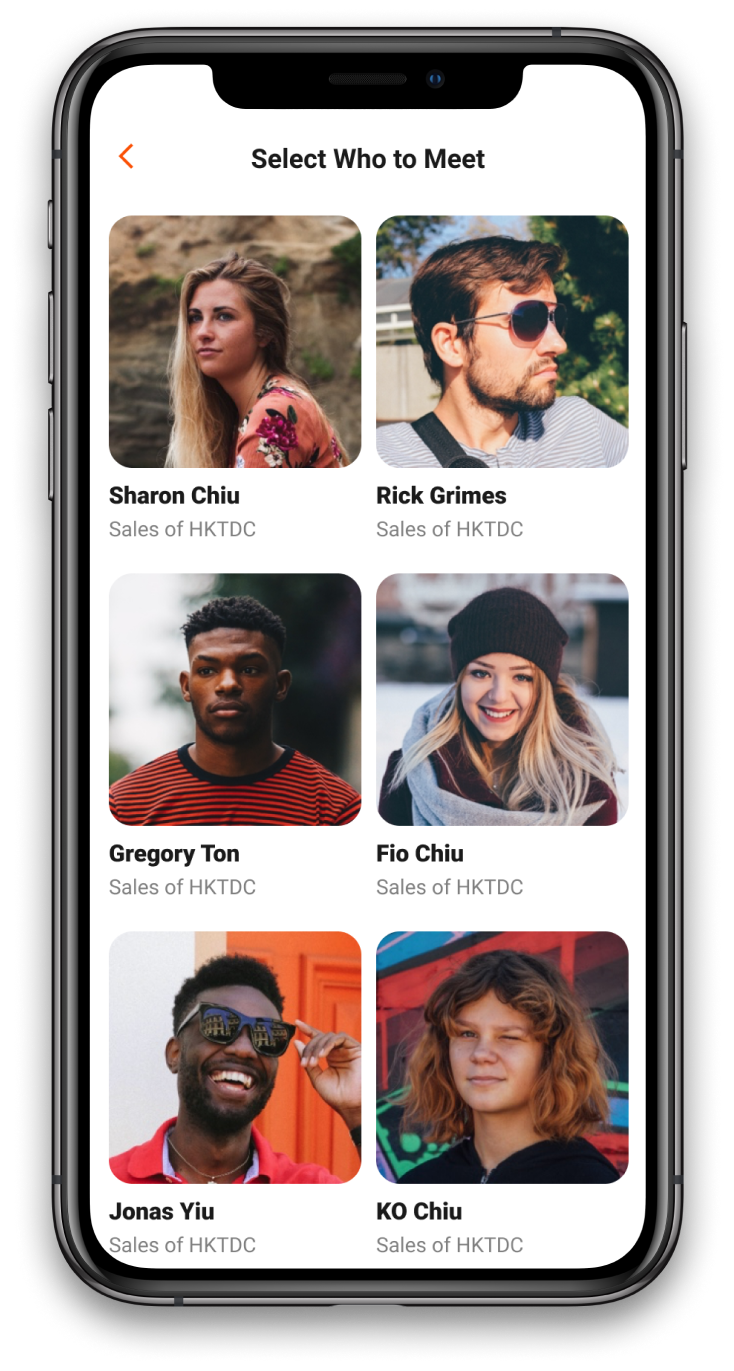 Select Who to Meet
Sharon Chiu
Rick Grimes
Sales of HKTDC
Sales of HKTDC
Gregory Ton
Fio Chiu
Sales of HKTDC
Sales of HKTDC
Jonas Yiu
KO Chiu
Sales of HKTDC
Sales of HKTDC